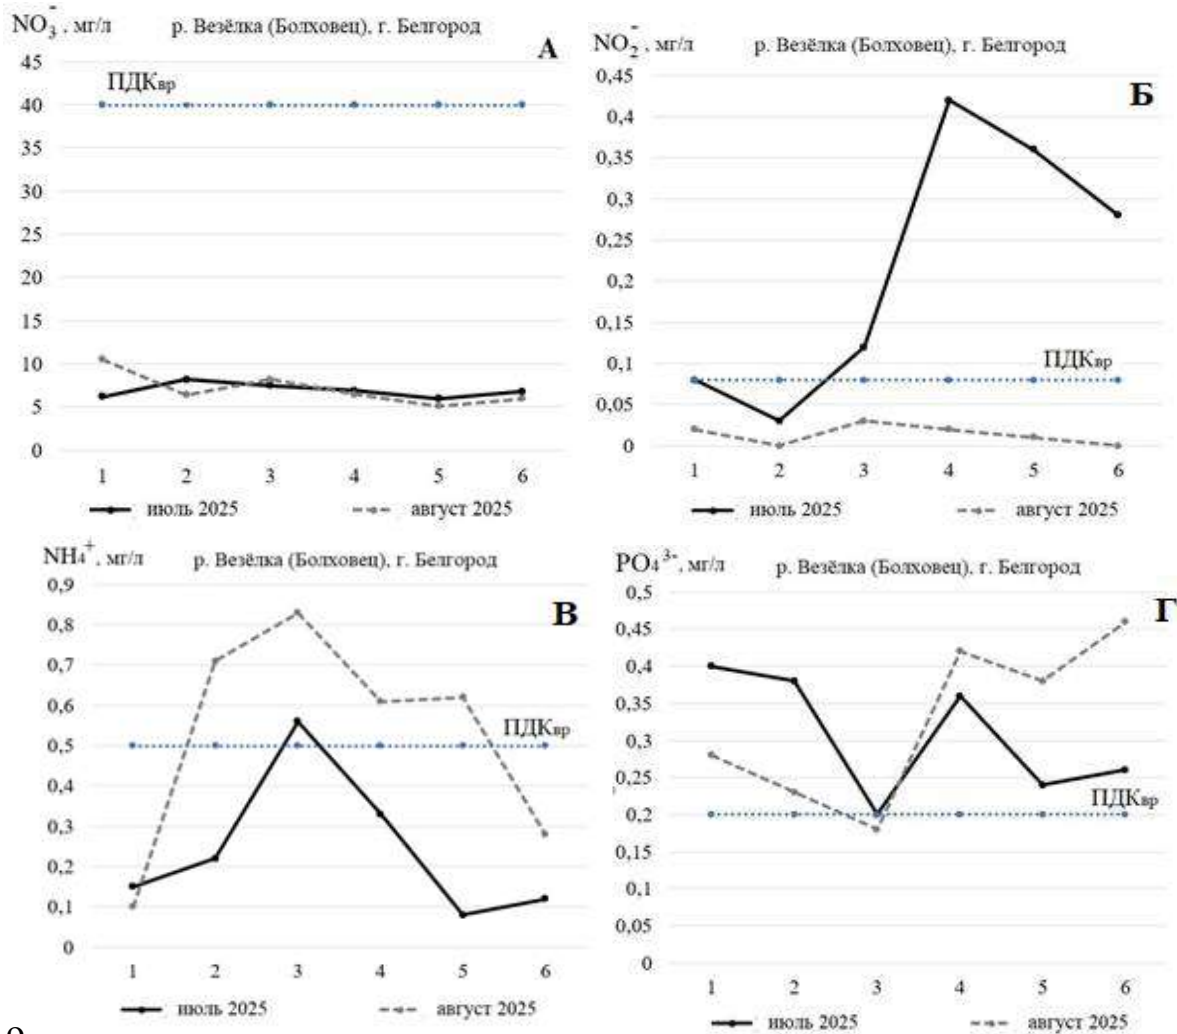 NO₃⁻, мг/л р. Везёлка (Болховец), г. Белгород
А
45
ПДКвр
40
35
30
25
20
15
10
5
0
1 2 3 4 5 6
июль 2025 август 2025
NO₂⁻, мг/л р. Везёлка (Болховец), г. Белгород
Б
0,45
0,4
0,35
0,3
0,25
0,2
0,15
ПДКвр
0,1
0,05
0
1 2 3 4 5 6
июль 2025 август 2025
NH₄⁺, мг/л р. Везёлка (Болховец), г. Белгород
В
0,9
0,8
0,7
0,6
ПДКвр
0,5
0,4
0,3
0,2
0,1
0
1 2 3 4 5 6
июль 2025 август 2025
PO₄³⁻, мг/л р. Везёлка (Болховец), г. Белгород
Г
0,5
0,45
0,4
0,35
0,3
0,25
ПДКвр
0,2
0,15
0,1
0,05
0
1 2 3 4 5 6
июль 2025 август 2025